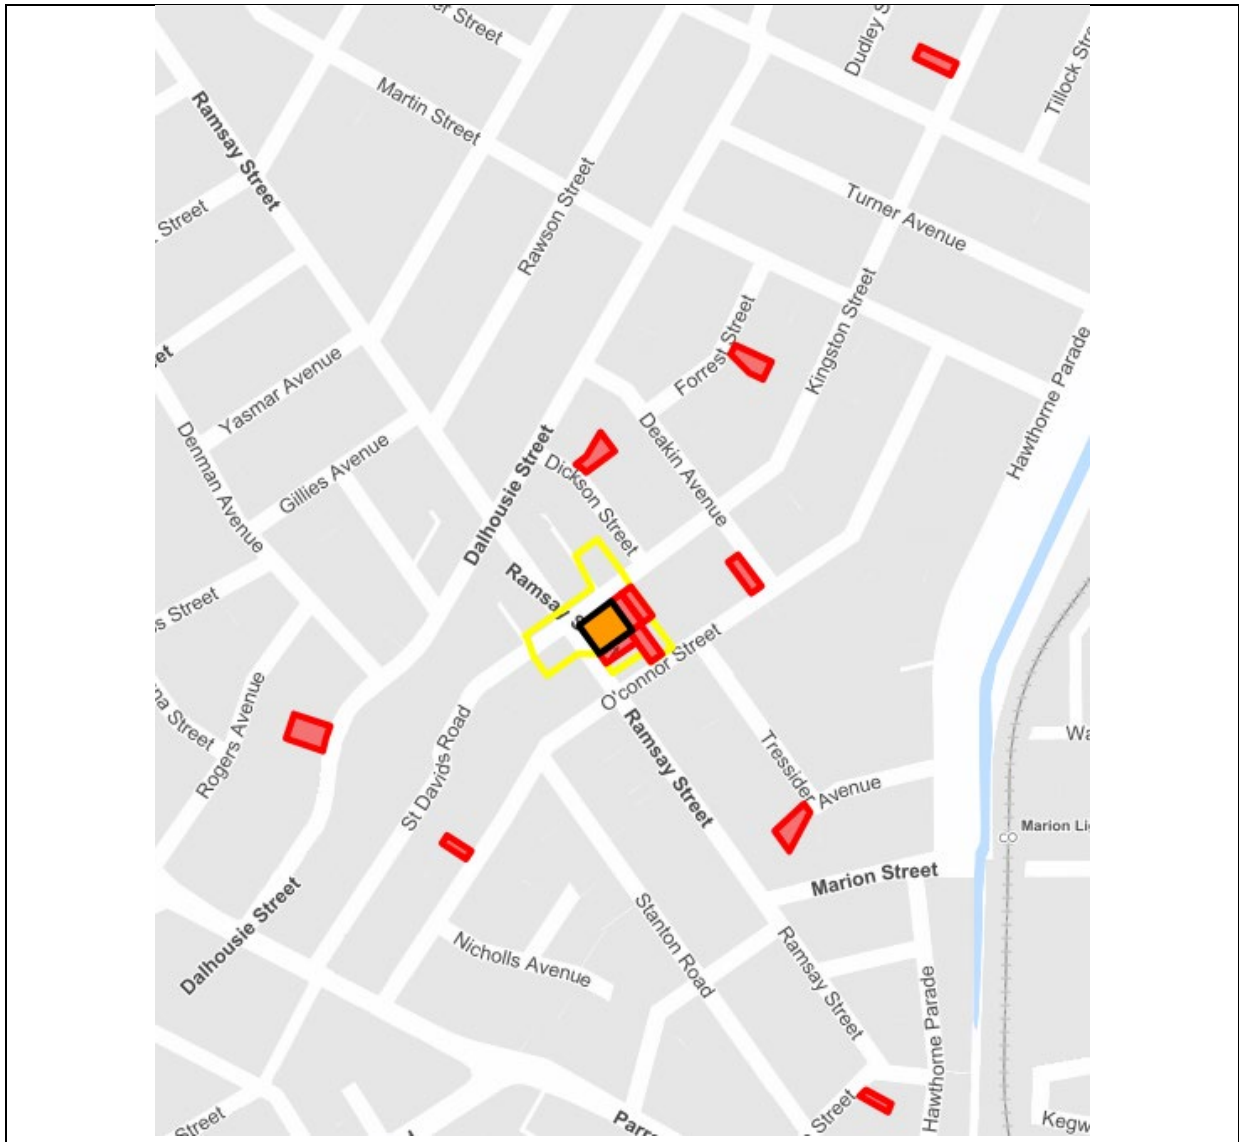 Street
Dudley S
Martin Street
Tillock Stre
Ramsay Street
Rawson Street
Street
Turner Avenue
Yasmar Avenue
Forrest Street
Kingston Street
Hawthorne Parade
Denman Avenue
Gillies Avenue
Dalhousie Street
Dickson Street
Deakin Avenue
Ramsay S
Street
O'connor Street
Rogers Avenue
Street
St Davids Road
Ramsay Street
Tressider Avenue
Marion Li
Marion Street
Dalhousie Street
Nicholls Avenue
Stanton Road
Ramsay Street
Hawthorne Parade
Street
Street
Parr
Kegw